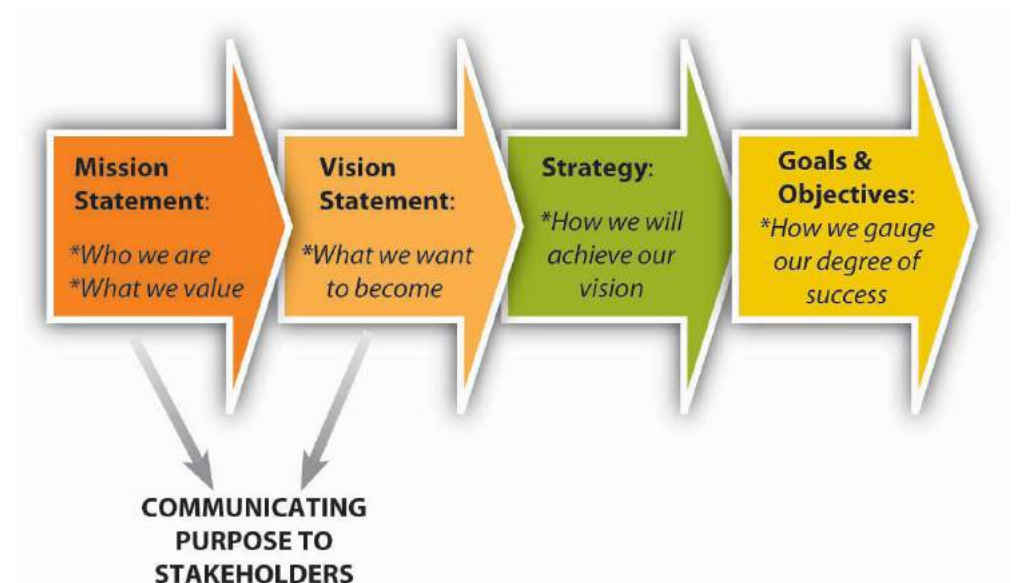 Mission
Statement:
*Who we are
*What we value
Vision
Statement:
*What we want
to become
Strategy:
*How we will
achieve our
vision
Goals &
Objectives:
*How we gauge
our degree of
success
COMMUNICATING
PURPOSE TO
STAKEHOLDERS